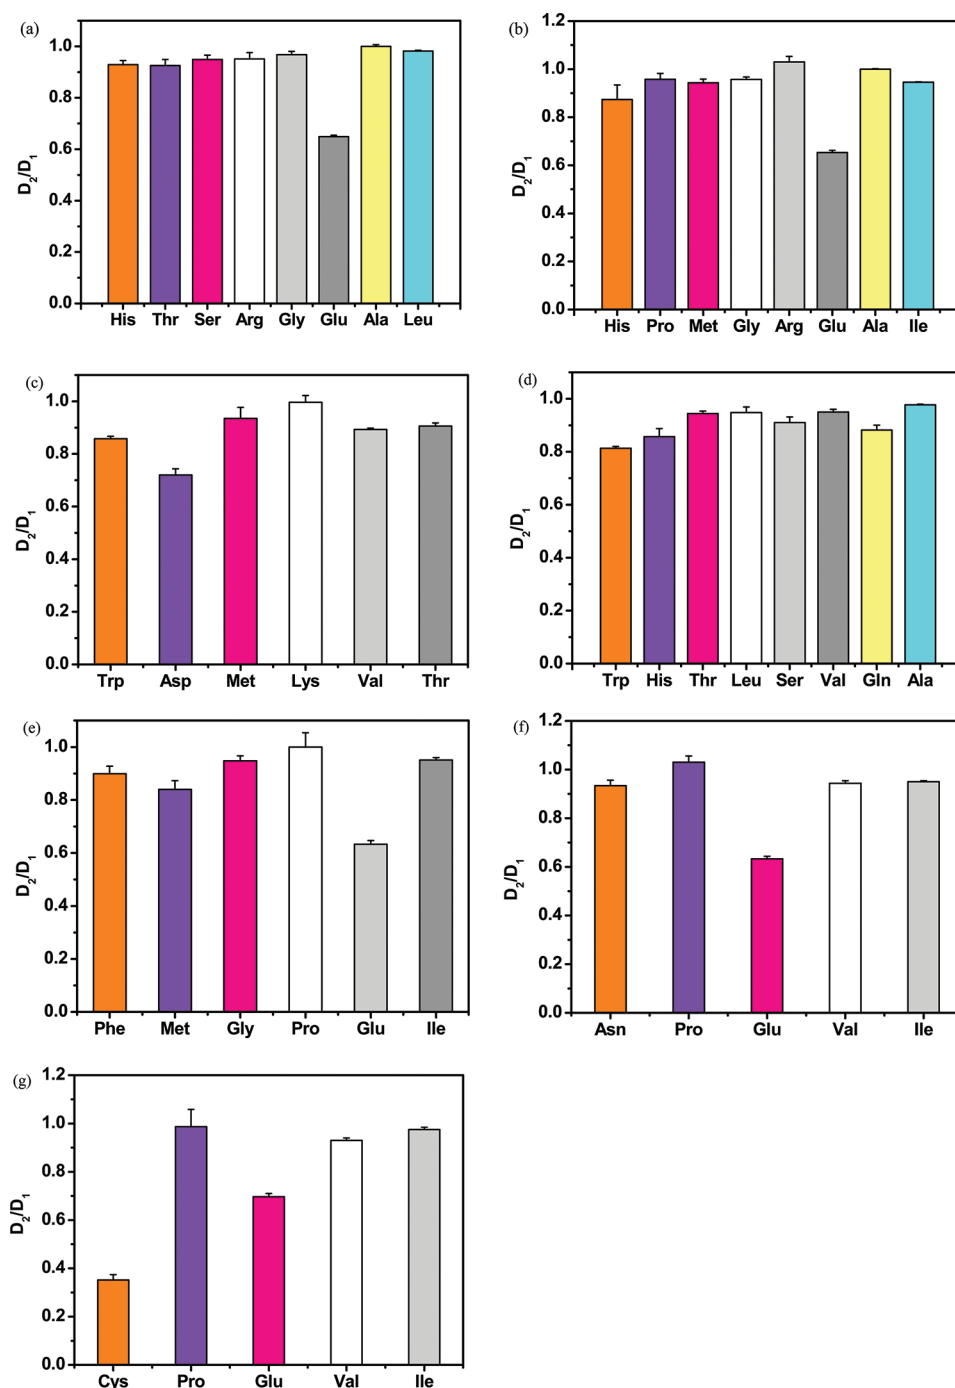 (a)
1.0
0.8
0.6
0.4
0.2
0.0
D2/D1
His Thr Ser Arg Gly Glu Ala Leu
(b)
1.2
1.0
0.8
0.6
0.4
0.2
0.0
D2/D1
His Pro Met Gly Arg Glu Ala Ile
(c)
1.0
0.8
0.6
0.4
0.2
0.0
D2/D1
Trp Asp Met Lys Val Thr
(d)
1.0
0.8
0.6
0.4
0.2
0.0
D2/D1
Trp His Thr Leu Ser Val Gln Ala
(e)
1.0
0.8
0.6
0.4
0.2
0.0
D2/D1
Phe Met Gly Pro Glu Ile
(f)
1.2
1.0
0.8
0.6
0.4
0.2
0.0
D2/D1
Asn Pro Glu Val Ile
(g)
1.2
1.0
0.8
0.6
0.4
0.2
0.0
D2/D1
Cys Pro Glu Val Ile